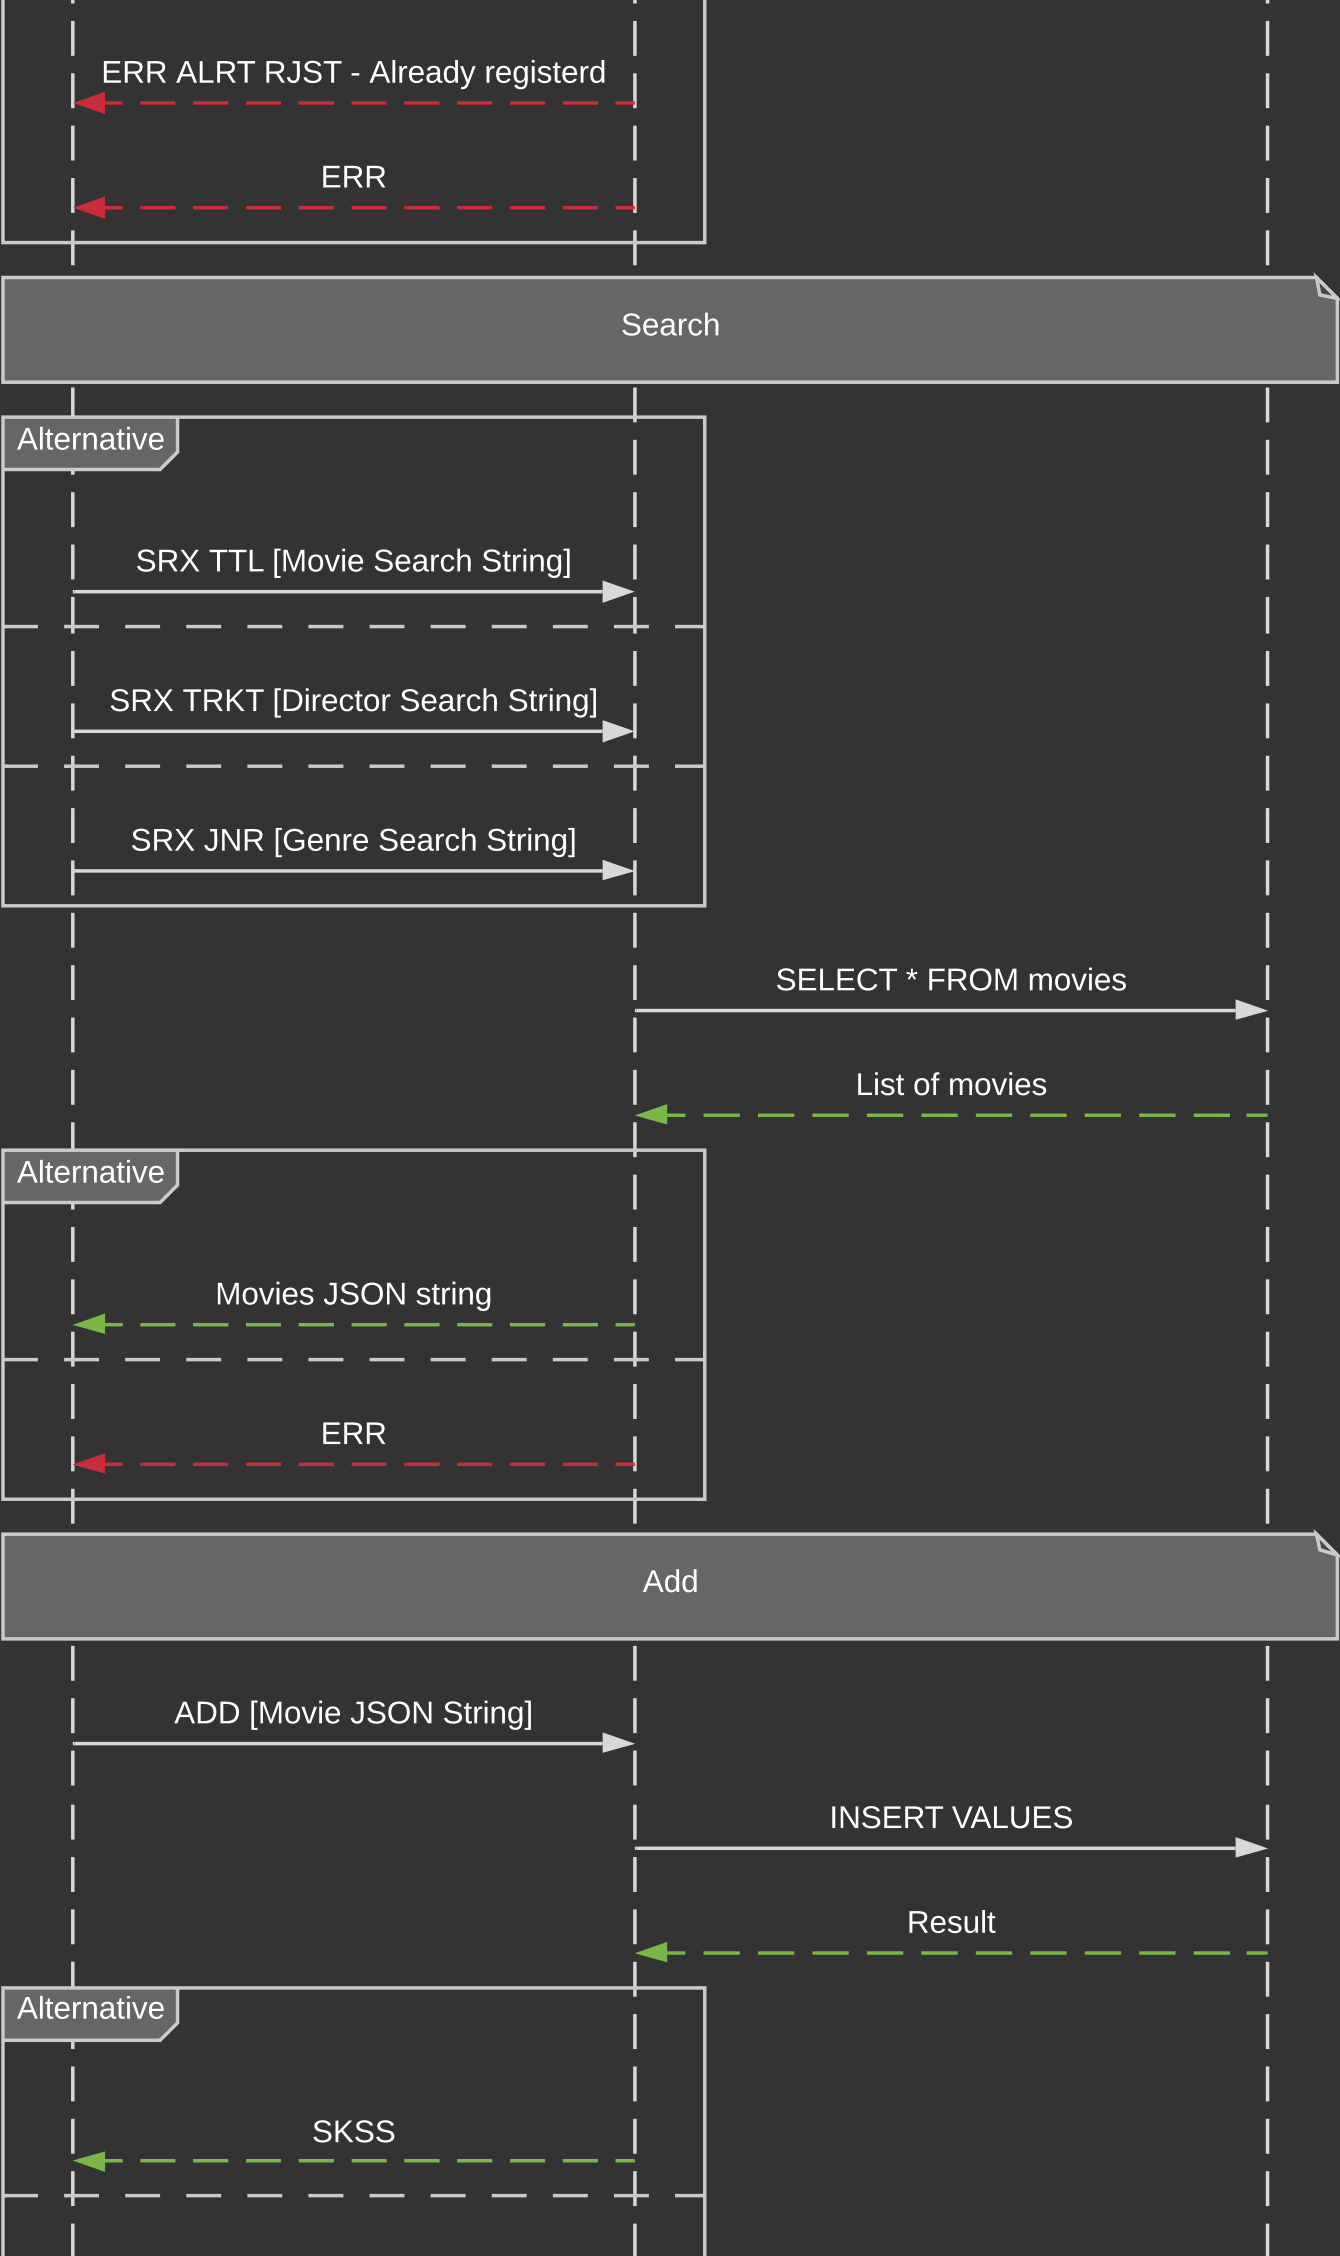 ERR ALRT RJST - Already registerd
ERR
Search
Alternative
SRX TTL [Movie Search String]
SRX TRKT [Director Search String]
SRX JNR [Genre Search String]
SELECT * FROM movies
List of movies
Alternative
Movies JSON string
ERR
Add
ADD [Movie JSON String]
INSERT VALUES
Result
Alternative
SKSS